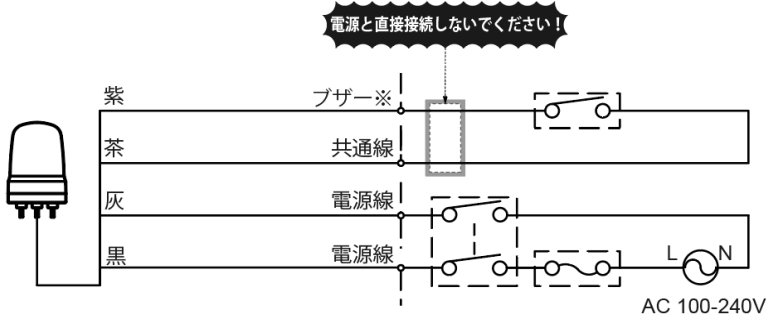 電源と直接接続しないでください！
紫 ブザー※
茶 共通線
灰 電源線
黒 電源線
L N
AC 100-240V